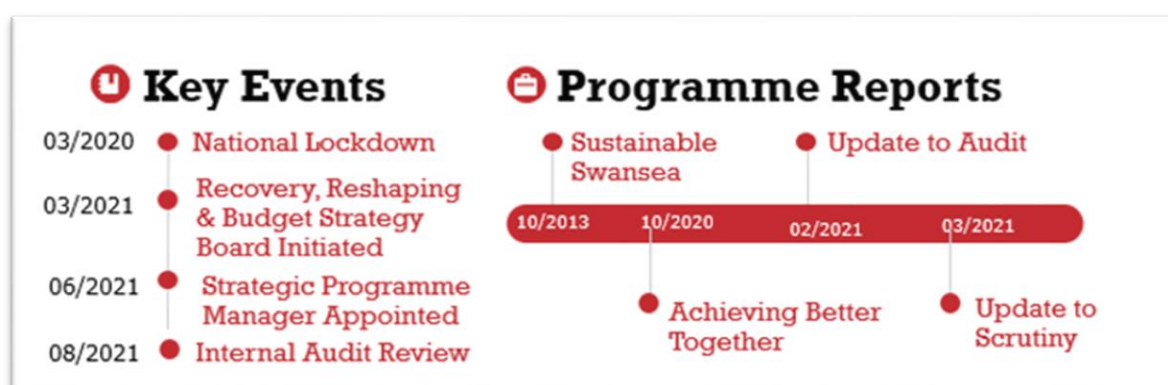 Key Events
03/2020 National Lockdown
03/2021 Recovery, Reshaping
& Budget Strategy
Board Initiated
06/2021 Strategic Programme
Manager Appointed
08/2021 Internal Audit Review
Programme Reports
Sustainable
Swansea
Update to Audit
10/2013 10/2020 02/2021 03/2021
Achieving Better
Together
Update to
Scrutiny